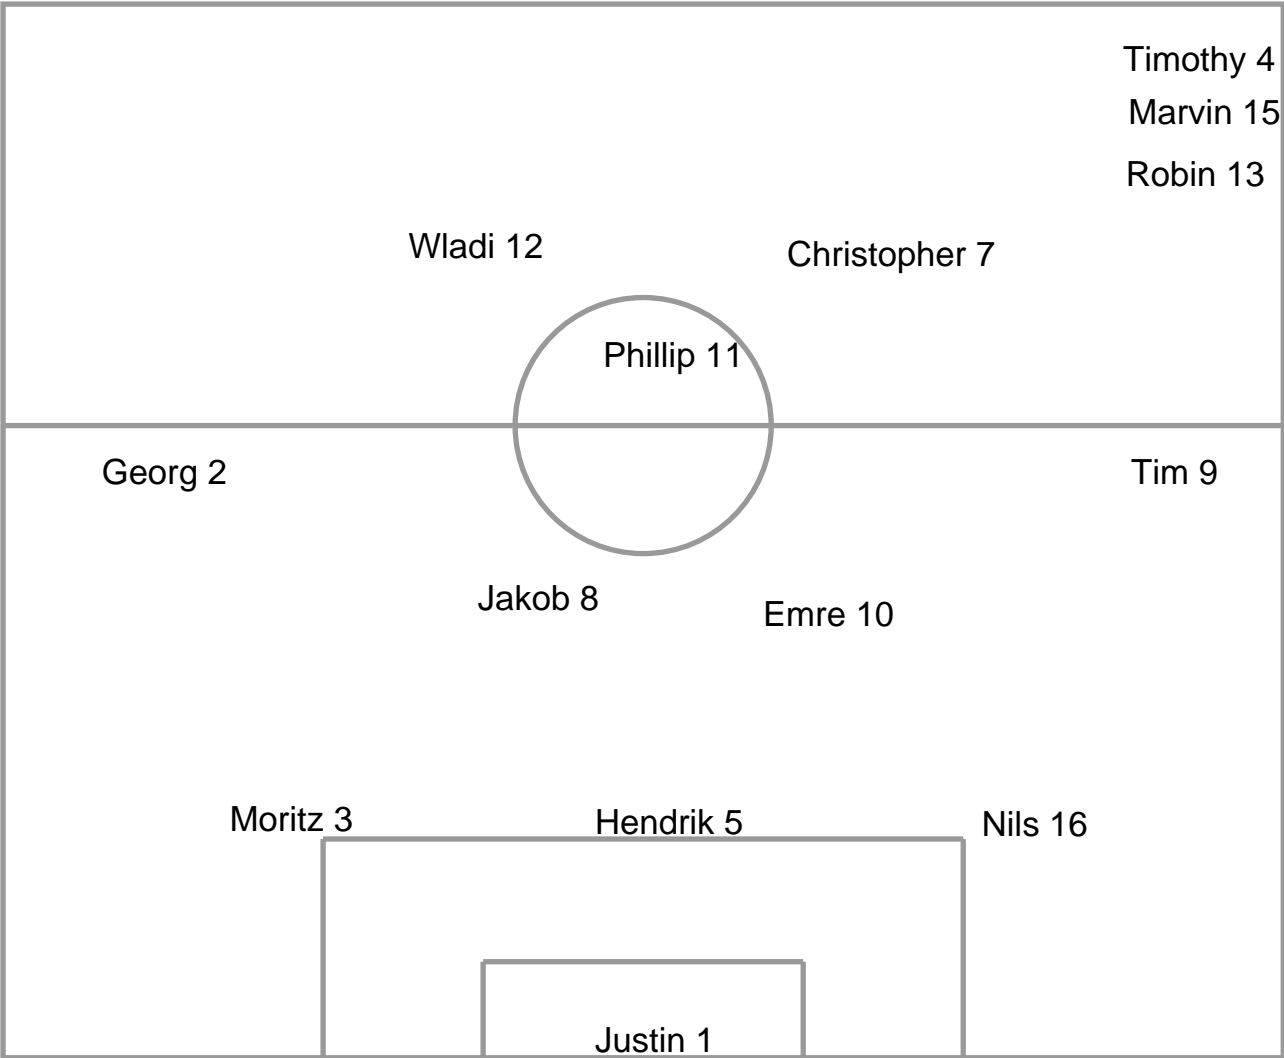 Timothy 4
Marvin 15
Robin 13
Wladi 12
Christopher 7
Phillip 11
Georg 2
Tim 9
Jakob 8
Emre 10
Moritz 3
Hendrik 5
Nils 16
Justin 1